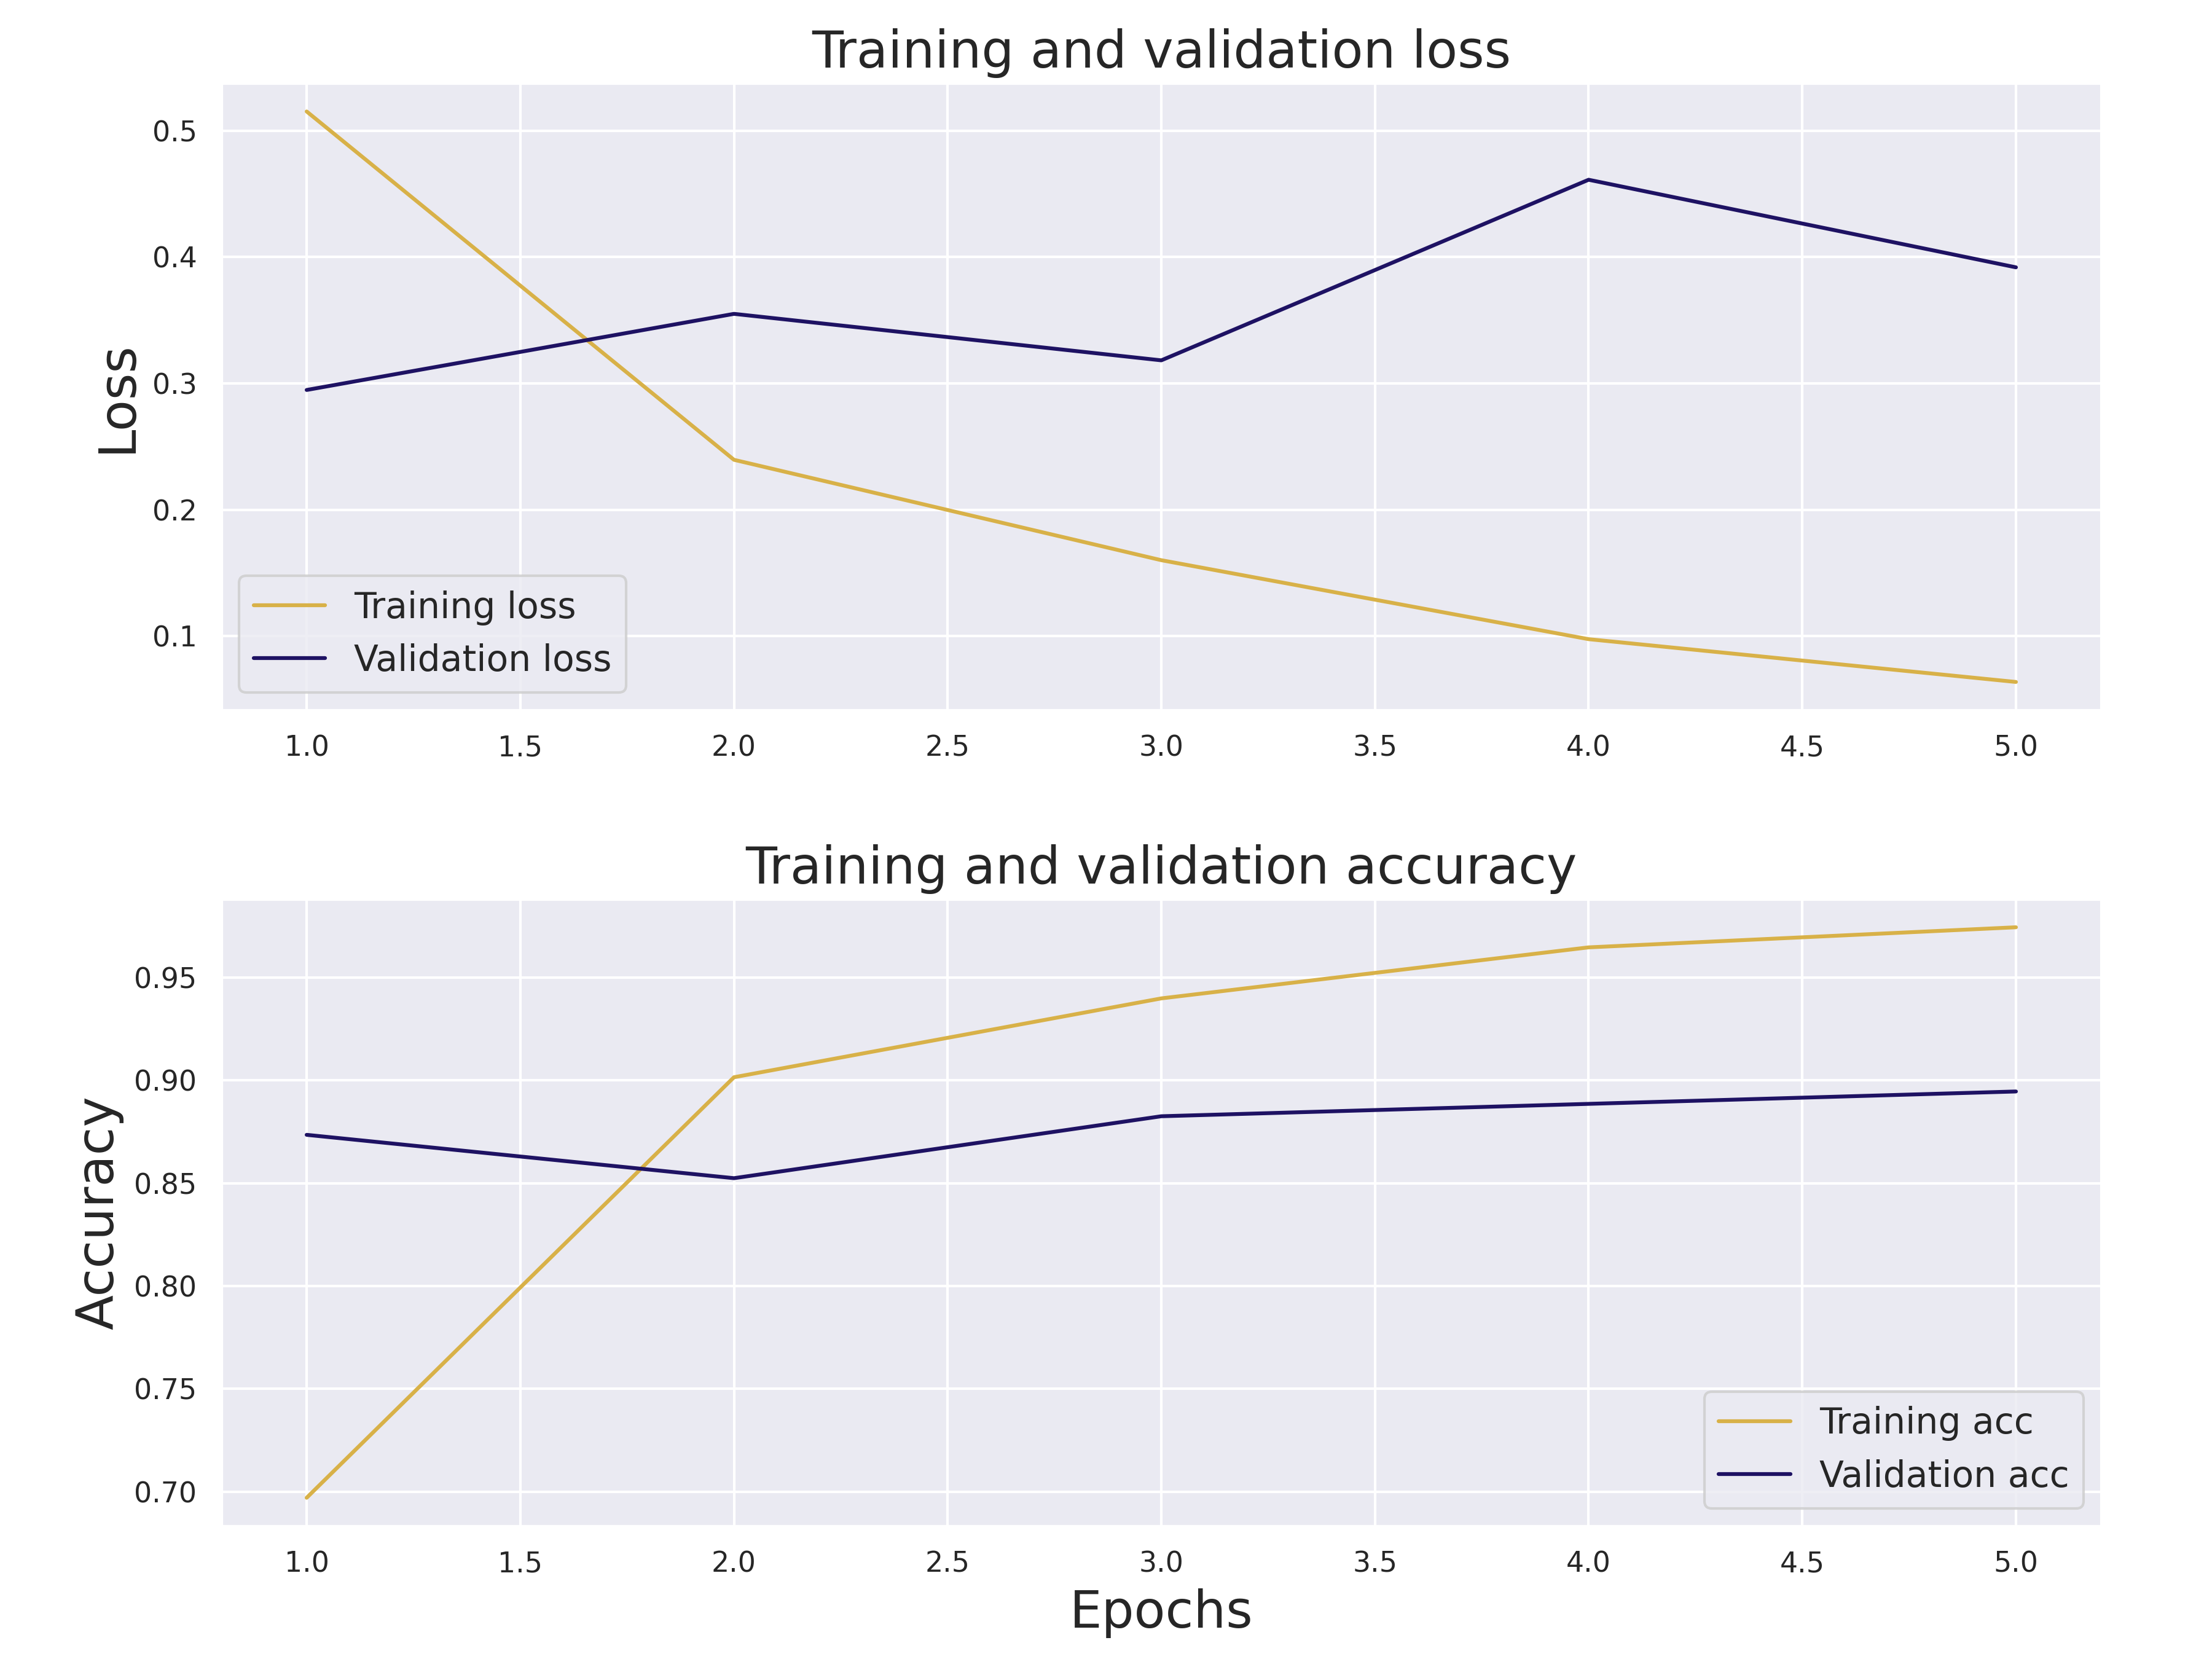 Training and validation loss
0.5
0.4
0.3
0.2
0.1
Loss
Training loss
Validation loss
1.0 1.5 2.0 2.5 3.0 3.5 4.0 4.5 5.0
Training and validation accuracy
0.95
0.90
0.85
0.80
0.75
0.70
Accuracy
Training acc
Validation acc
1.0 1.5 2.0 2.5 3.0 3.5 4.0 4.5 5.0
Epochs